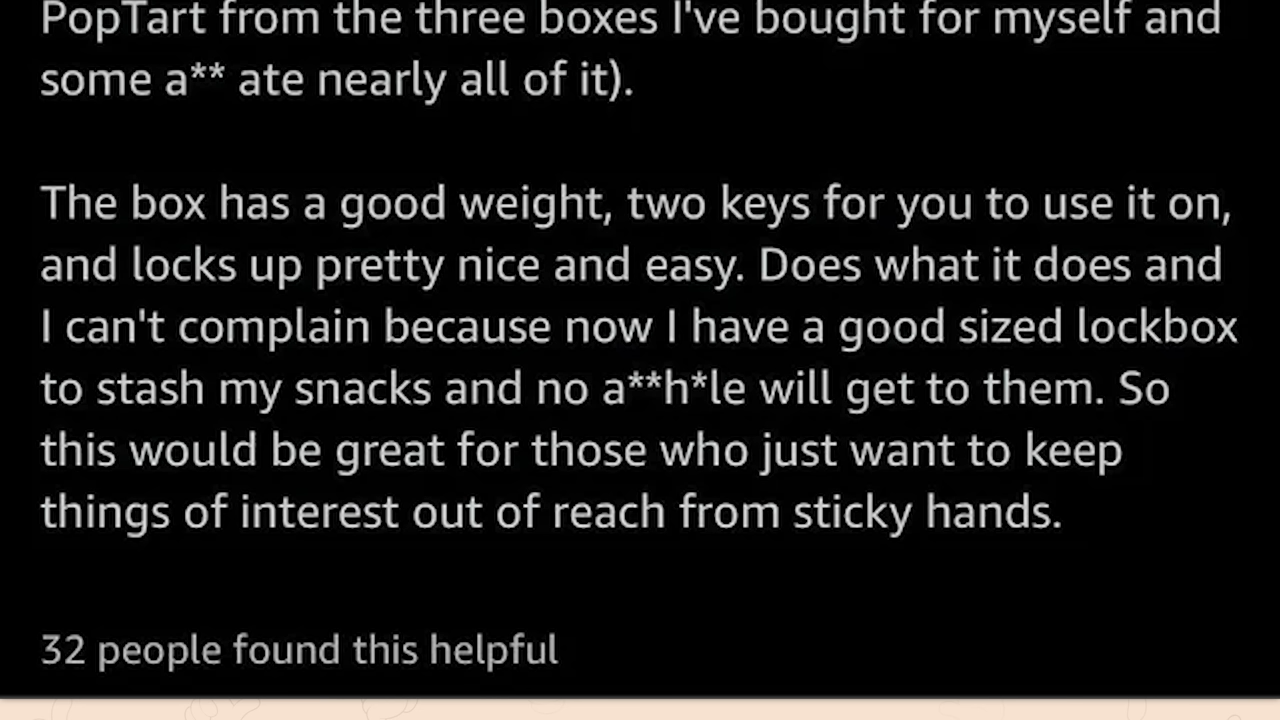 PopTart from the three boxes I've bought for myself and
some a** ate nearly all of it).
The box has a good weight, two keys for you to use it on,
and locks up pretty nice and easy. Does what it does and
I can't complain because now I have a good sized lockbox
to stash my snacks and no a**h*le will get to them. So
this would be great for those who just want to keep
things of interest out of reach from sticky hands.
32 people found this helpful